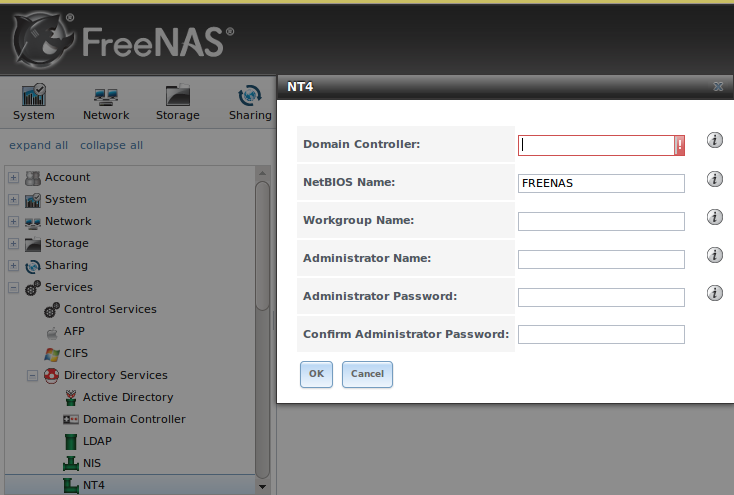 FreeNAS®
System
Network
Storage
Sharing
expand all
collapse all
Account
System
Network
Storage
Sharing
Services
Control Services
AFP
CIFS
Directory Services
Active Directory
Domain Controller
LDAP
NIS
NT4
NT4
Domain Controller:
!
NetBIOS Name: FREENAS
Workgroup Name:
Administrator Name:
Administrator Password:
Confirm Administrator Password:
OK
Cancel